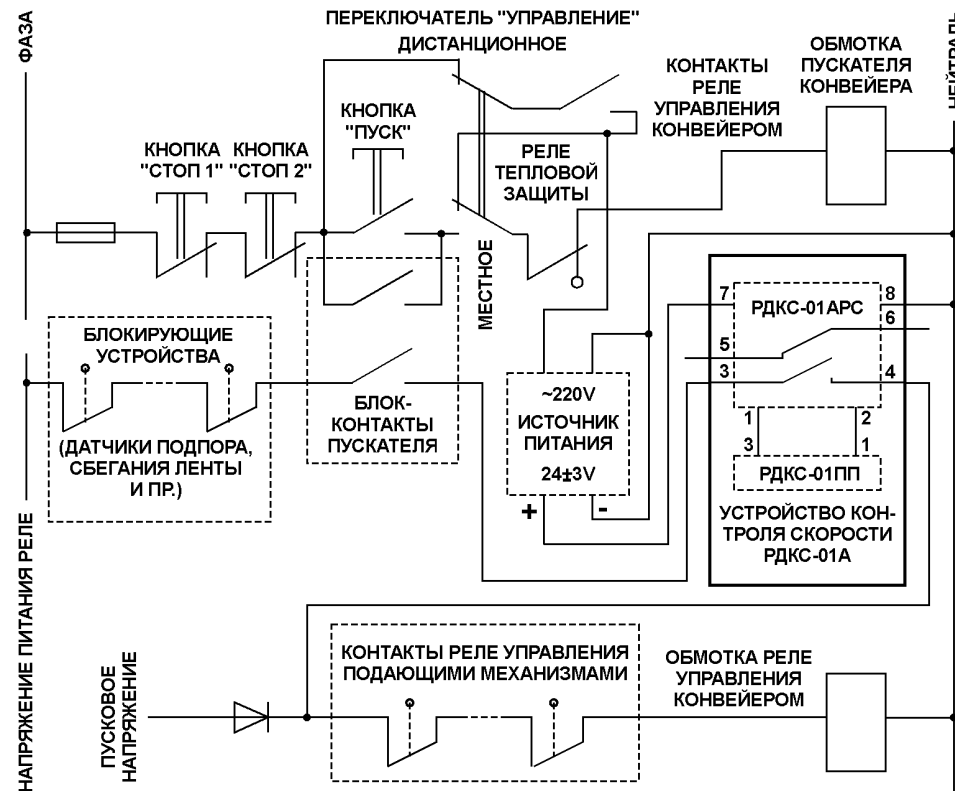 ПЕРЕКЛЮЧАТЕЛЬ "УПРАВЛЕНИЕ"
ДИСТАНЦИОННОЕ
ФАЗА
НЕЙТРАЛЬ
ОБМОТКА
ПУСКАТЕЛЯ
КОНВЕЙЕРА
КОНТАКТЫ
РЕЛЕ
УПРАВЛЕНИЯ
КОНВЕЙЕРОМ
КНОПКА
"ПУСК"
КНОПКА
"СТОП 1"
КНОПКА
"СТОП 2"
РЕЛЕ
ТЕПЛОВОЙ
ЗАЩИТЫ
МЕСТНОЕ
БЛОКИРУЮЩИЕ
УСТРОЙСТВА
(ДАТЧИКИ ПОДПОРА,
СБЕГАНИЯ ЛЕНТЫ
И ПР.)
БЛОК-
КОНТАКТЫ
ПУСКАТЕЛЯ
~220V
ИСТОЧНИК
ПИТАНИЯ
24±3V
+
-
7
8
РДКС-01АРС
6
5
3
4
1
2
3
1
РДКС-01ПП
УСТРОЙСТВО КОН-
ТРОЛЯ СКОРОСТИ
РДКС-01А
НАПРЯЖЕНИЕ ПИТАНИЯ РЕЛЕ
ПУСКОВОЕ
НАПРЯЖЕНИЕ
КОНТАКТЫ РЕЛЕ УПРАВЛЕНИЯ
ПОДАЮЩИМИ МЕХАНИЗМАМИ
ОБМОТКА РЕЛЕ
УПРАВЛЕНИЯ
КОНВЕЙЕРОМ